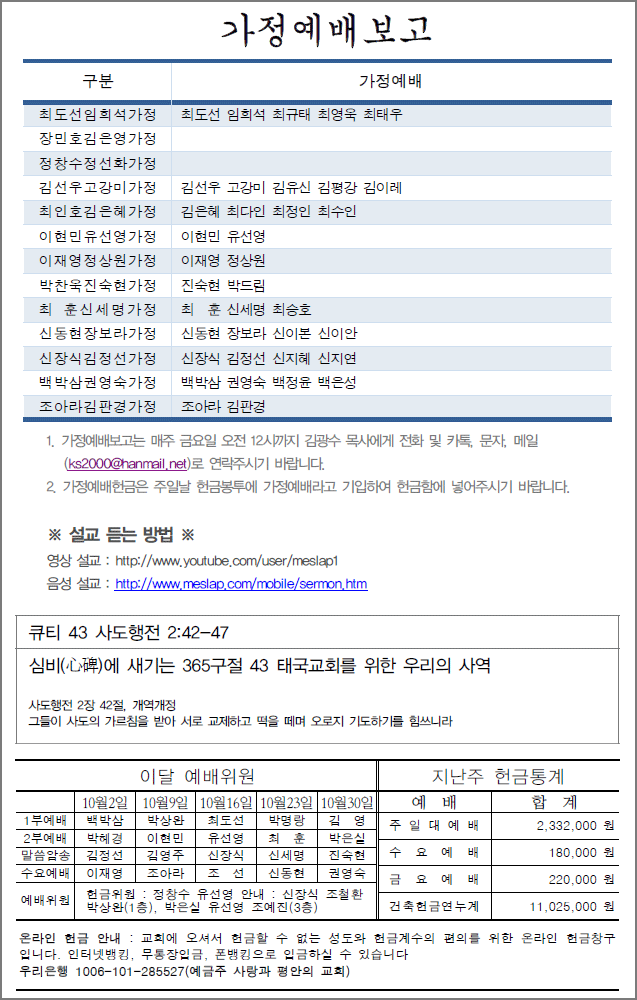 가정예배보고
구분 가정예배
최도선임희석가정 최도선 임희석 최규태 최영욱 최태우
장민호김은영가정
정창수정선화가정
김선우고강미가정 김선우 고강미 김유신 김평강 김이레
최인호김은혜가정 김은혜 최다인 최정인 최수인
이현민유선영가정 이현민 유선영
이재영정상원가정 이재영 정상원
박찬욱진숙현가정 진숙현 박드림
최 훈신세명가정 최 훈 신세명 최승호
신동현장보라가정 신동현 장보라 신이본 신이안
신장식김정선가정 신장식 김정선 신지혜 신지연
백박삼권영숙가정 백박삼 권영숙 백정윤 백은성
조아라김판경가정 조아라 김판경
1. 가정예배보고는 매주 금요일 오전 12시까지 김광수 목사에게 전화 및 카톡, 문자, 메일
(ks2000@hanmail.net)로 연락주시기 바랍니다.
2. 가정예배헌금은 주일날 헌금봉투에 가정예배라고 기입하여 헌금함에 넣어주시기 바랍니다.
※ 설교 듣는 방법 ※
영상 설교 : http://www.youtube.com/user/meslap1
음성 설교 : http://www.meslap.com/mobile/sermon.htm
큐티 43 사도행전 2:42-47
심비(心碑)에 새기는 365구절 43 태국교회를 위한 우리의 사역
사도행전 2장 42절, 개역개정
그들이 사도의 가르침을 받아 서로 교제하고 떡을 떼며 오로지 기도하기를 힘쓰니라
이달 예배위원
10월2일 10월9일 10월16일 10월23일 10월30일
1부예배 백박삼 박상완 최도선 박명랑 김 영
2부예배 박혜경 이현민 유선영 최 훈 박은실
말씀암송 김정선 김영주 신장식 신세명 진숙현
수요예배 이재영 조아라 조 선 신동현 권영숙
예배위원 헌금위원 : 정창수 유선영 안내 : 신장식 조철환
박상완(1층), 박은실 유선영 조예진(3층)
지난주 헌금통계
예 배 합 계
주 일 대 예 배 2,332,000 원
수 요 예 배 180,000 원
금 요 예 배 220,000 원
건축헌금연누계 11,025,000 원
온라인 헌금 안내 : 교회에 오셔서 헌금할 수 없는 성도와 헌금계수의 편의를 위한 온라인 헌금창구
입니다. 인터넷뱅킹, 무통장입금, 폰뱅킹으로 입금하실 수 있습니다
우리은행 1006-101-285527(예금주 사랑과 평안의 교회)